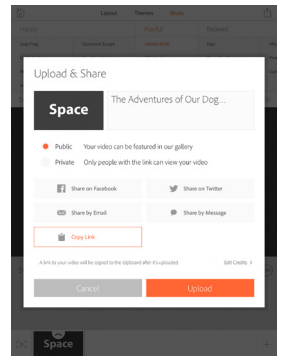 Layout Themes Music
Happy Playful Relaxed
Upload & Share
Space
The Adventures of Our Dog...
Public Your video can be featured in our gallery
Private Only people with the link can view your video
Share on Facebook
Share on Twitter
Share by Email
Share by Message
Copy Link
A link to your video will be copied to the clipboard after it's uploaded.
Edit Credits >
Cancel
Upload
Space